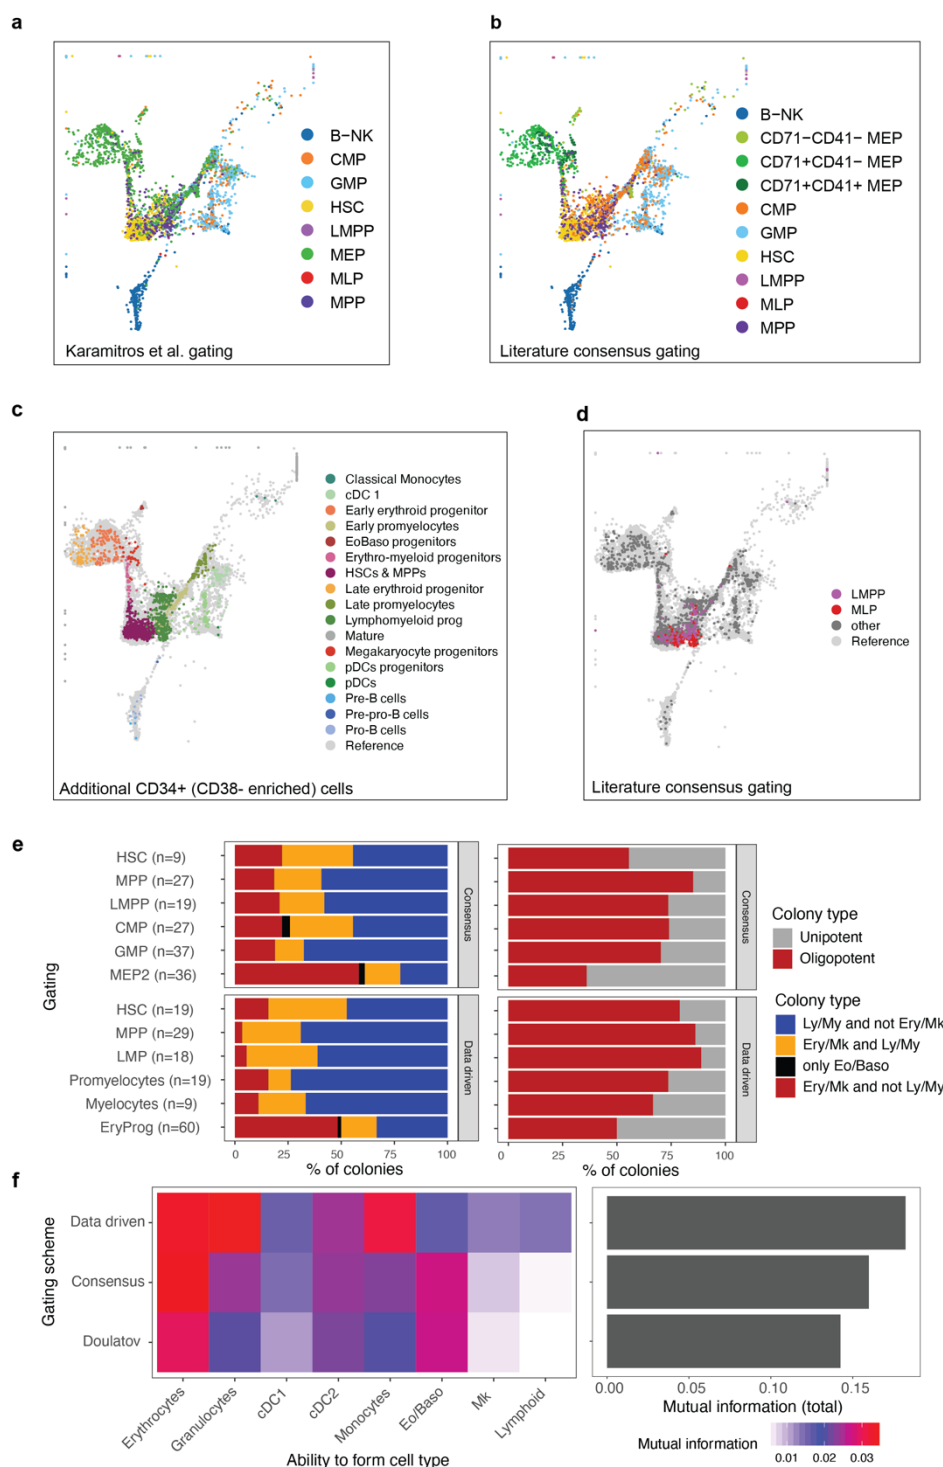 a
B-NK
CMP
GMP
HSC
LMPP
MEP
MLP
MPP
Karamitros et al. gating
b
B-NK
CD71-CD41- MEP
CD71+CD41- MEP
CD71+CD41+ MEP
CMP
GMP
HSC
LMPP
MLP
MPP
Literature consensus gating
c
Classical Monocytes
cDC 1
Early erythroid progenitor
Early promyelocytes
EoBaso progenitors
Erythro-myeloid progenitors
HSCs & MPPs
Late erythroid progenitor
Late promyelocytes
Lymphomyeloid prog
Mature
Megakaryocyte progenitors
pDCs progenitors
pDCs
Pre-B cells
Pre-pro-B cells
Pro-B cells
Reference
Additional CD34+ (CD38- enriched) cells
d
LMPP
MLP
other
Reference
Literature consensus gating
e
Gating
HSC (n=9)
MPP (n=27)
LMPP (n=19)
CMP (n=27)
GMP (n=37)
MEP2 (n=36)
Consensus
HSC (n=19)
MPP (n=29)
LMP (n=18)
Promyelocytes (n=19)
Myelocytes (n=9)
EryProg (n=60)
Data driven
0 25 50 75 100
% of colonies
Consensus
Data driven
0 25 50 75 100
% of colonies
Colony type
Unipotent
Oligopotent
Colony type
Ly/My and not Ery/Mk
Ery/Mk and Ly/My
only Eo/Baso
Ery/Mk and not Ly/My
f
Gating scheme
Data driven
Consensus
Doulatov
Erythrocytes
Granulocytes
cDC1
cDC2
Monocytes
Eo/Baso
Mk
Lymphoid
Ability to form cell type
0.00 0.05 0.10 0.15
Mutual information (total)
Mutual information
0.01 0.02 0.03